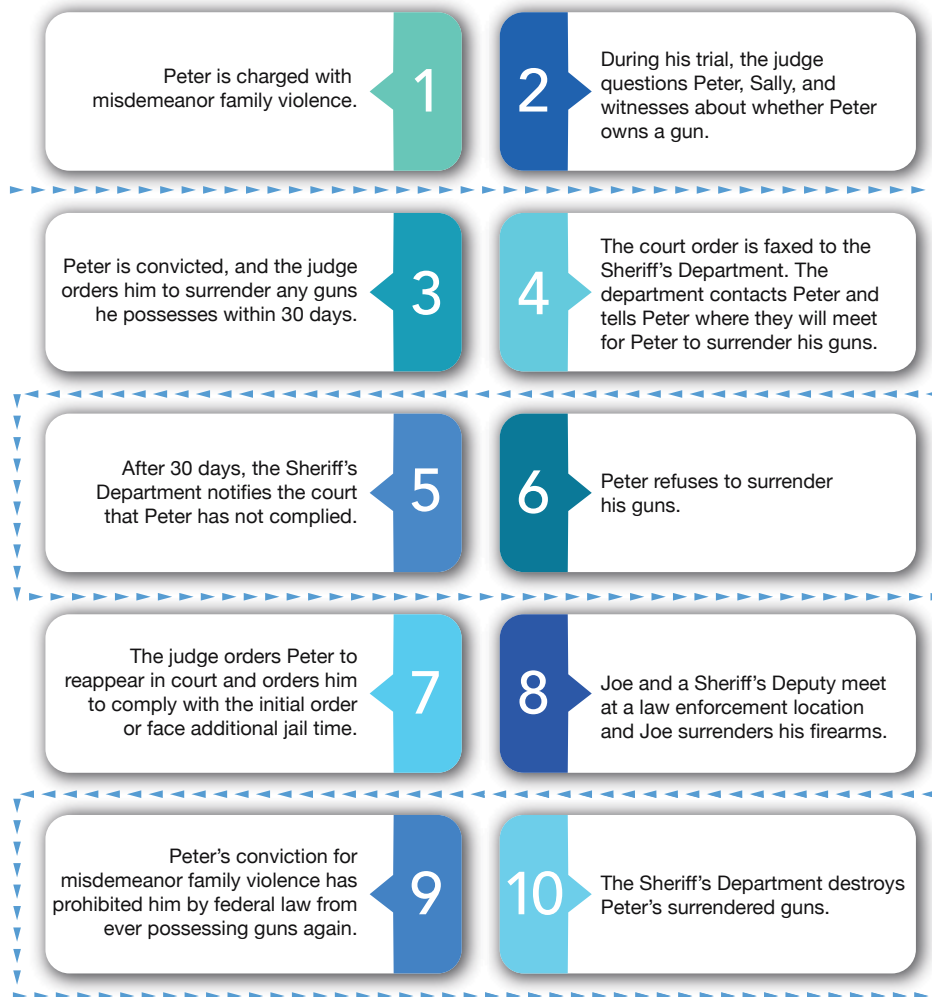 Peter is charged with
misdemeanor family violence.
1
2
During his trial, the judge
questions Peter, Sally, and
witnesses about whether Peter
owns a gun.
Peter is convicted, and the judge
orders him to surrender any guns
he possesses within 30 days.
3
4
The court order is faxed to the
Sheriff's Department. The
department contacts Peter and
tells Peter where they will meet
for Peter to surrender his guns.
After 30 days, the Sheriff's
Department notifies the court
that Peter has not complied.
5
6
Peter refuses to surrender
his guns.
The judge orders Peter to
reappear in court and orders him
to comply with the initial order
or face additional jail time.
7
8
Joe and a Sheriff's Deputy meet
at a law enforcement location
and Joe surrenders his firearms.
Peter's conviction for
misdemeanor family violence has
prohibited him by federal law from
ever possessing guns again.
9
10
The Sheriff's Department destroys
Peter's surrendered guns.